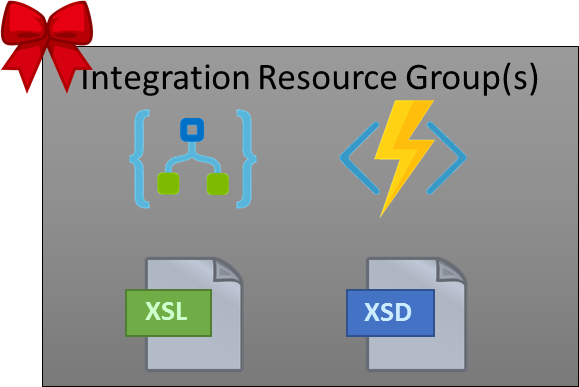 Integration Resource Group(s)
XSL
XSD